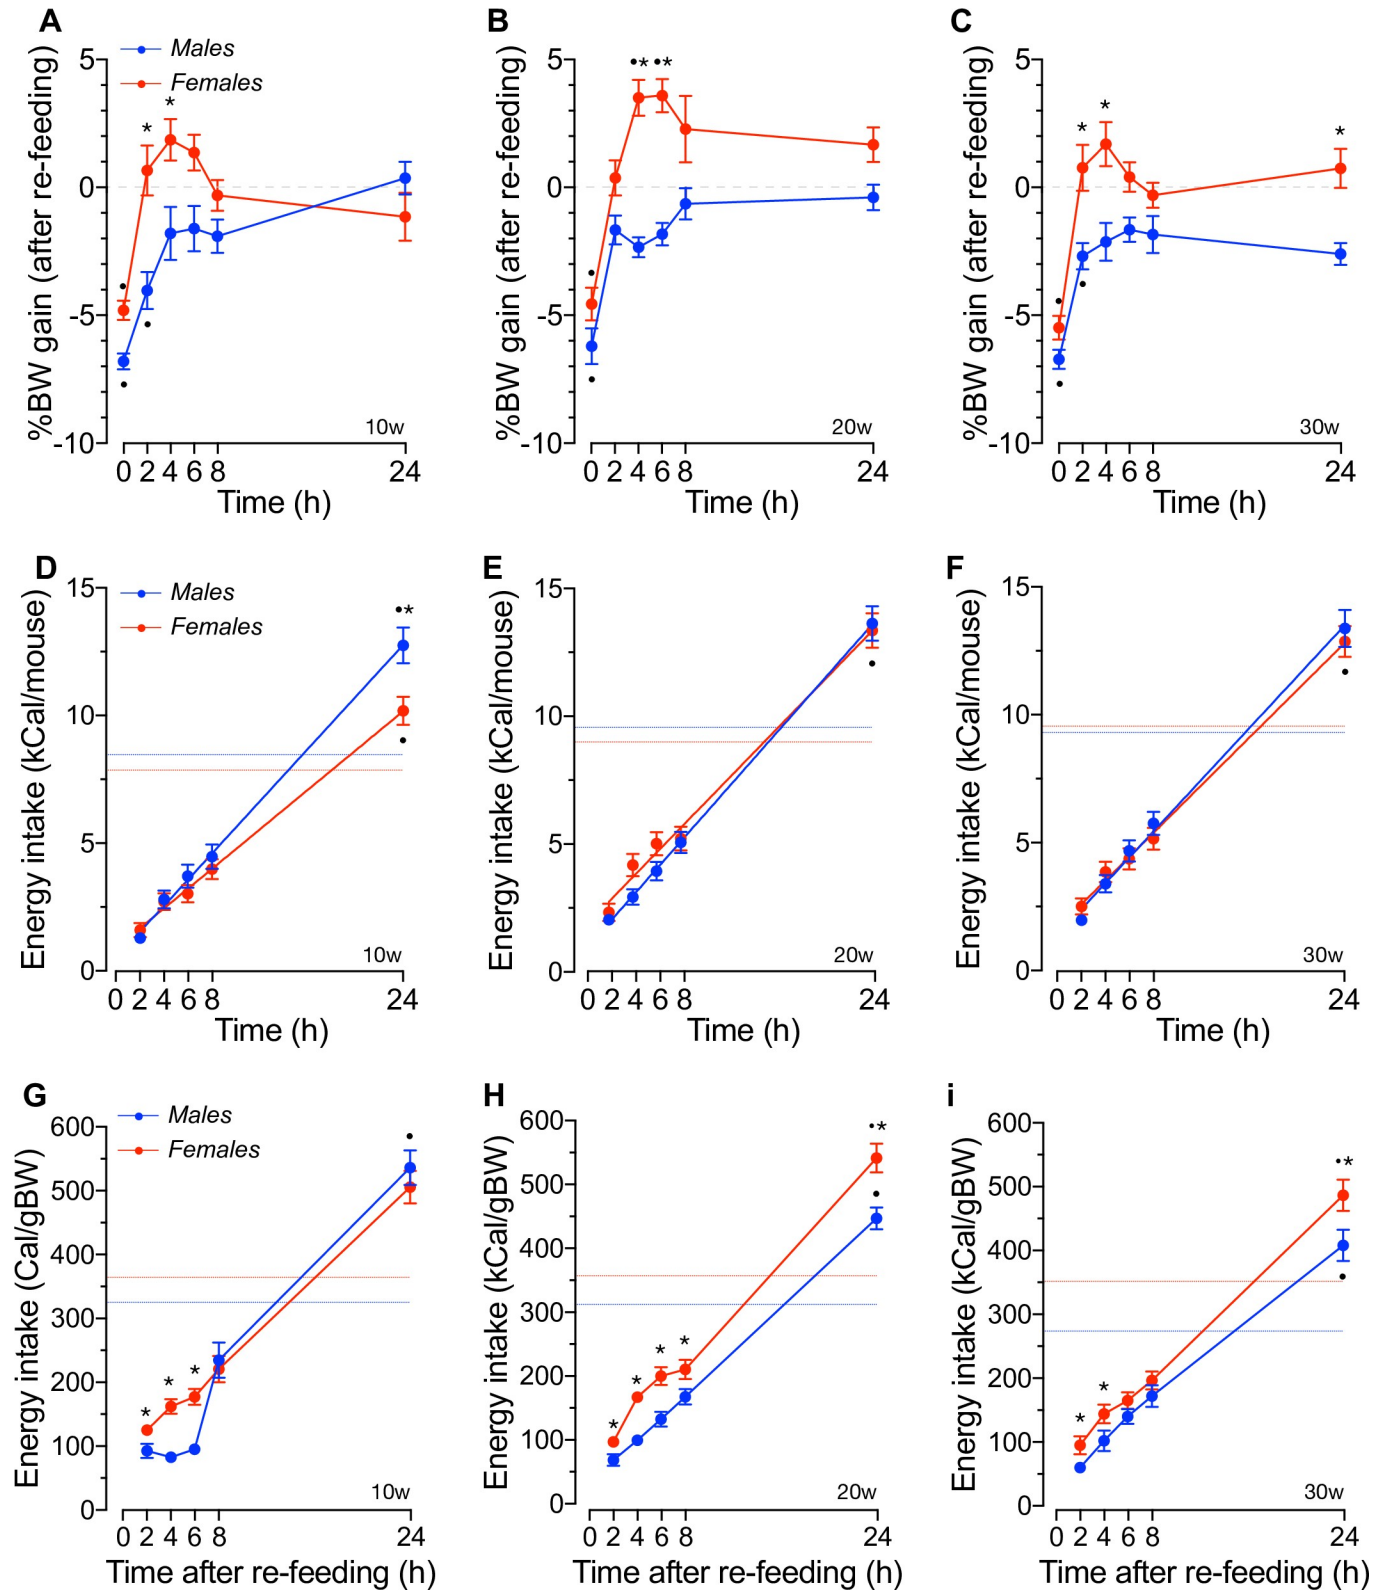 A
B
C
Males
Females
%BW gain (after re-feeding)
5
0
-5
-10
* *
10w
0 2 4 6 8 24
Time (h)
%BW gain (after re-feeding)
5
0
-5
-10
•* •*
20w
0 2 4 6 8 24
Time (h)
%BW gain (after re-feeding)
5
0
-5
-10
* * *
30w
0 2 4 6 8 24
Time (h)
D
E
F
Males
Females
Energy intake (kCal/mouse)
15
10
5
0
•*
10w
0 2 4 6 8 24
Time (h)
Energy intake (kCal/mouse)
15
10
5
0
20w
0 2 4 6 8 24
Time (h)
Energy intake (kCal/mouse)
15
10
5
0
30w
0 2 4 6 8 24
Time (h)
G
H
i
Males
Females
Energy intake (Cal/gBW)
600
500
400
300
200
100
0
* * *
10w
0 2 4 6 8 24
Time after re-feeding (h)
Energy intake (kCal/gBW)
600
500
400
300
200
100
0
* * * * •*
20w
0 2 4 6 8 24
Time after re-feeding (h)
Energy intake (kCal/gBW)
600
500
400
300
200
100
0
* * •*
30w
0 2 4 6 8 24
Time after re-feeding (h)